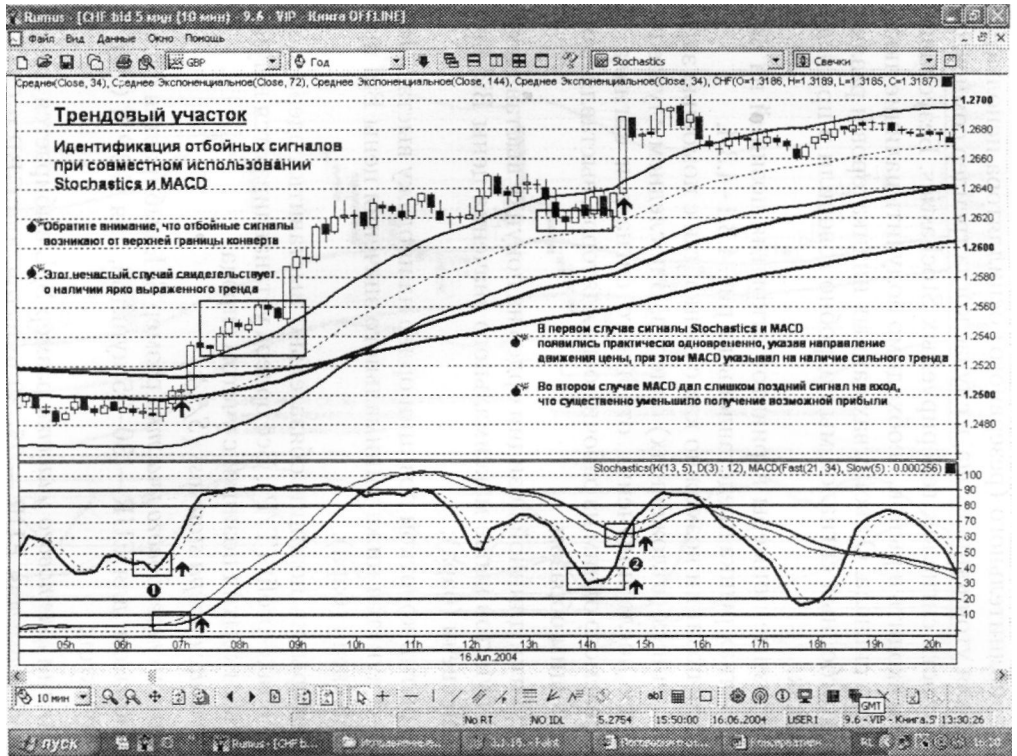 Rumus - [CHF bid 5 мин (10 мин) - 9.6 - VIP - Книга OFFLINE]
Файл Вид Данные Окно Помощь
GBP Год Stochastics Свечки
Среднее(Close, 34), Среднее Экспоненциальное(Close, 72), Среднее Экспоненциальное(Close, 144), Среднее Экспоненциальное(Close, 34), CHF(O=1.3186, H=1.3189, L=1.3185, C=1.3187)
Трендовый участок
Идентификация отбойных сигналов
при совместном использовании
Stochastics и MACD
Обратите внимание, что отбойные сигналы
возникают от верхней границы конверта
Этот нечастый случай свидетельствует
о наличии ярко выраженного тренда
В первом случае сигналы Stochastics и MACD
появились практически одновременно, указав направление
движения цены, при этом MACD указывал на наличие сильного тренда
Во втором случае MACD дал слишком поздний сигнал на вход,
что существенно уменьшило получение возможной прибыли
1.2700
1.2680
1.2660
1.2640
1.2620
1.2600
1.2580
1.2560
1.2540
1.2520
1.2500
1.2480
Stochastics(K(13, 5), D(3) : 12), MACD(Fast(21, 34), Slow(5) : 0.000256)
100
90
80
70
60
50
40
30
20
10
1
2
05h 06h 07h 08h 09h 10h 11h 12h 13h 14h 15h 16h 17h 18h 19h 20h
16.Jun.2004
10 мин
abI
GMT
No RT NO IDL 5.2754 15:50:00 16.06.2004 USER1 9.6 - VIP - Книга.5' 13:30:26
пуск Rumus - [CHF b... 3.1.15. - Paint